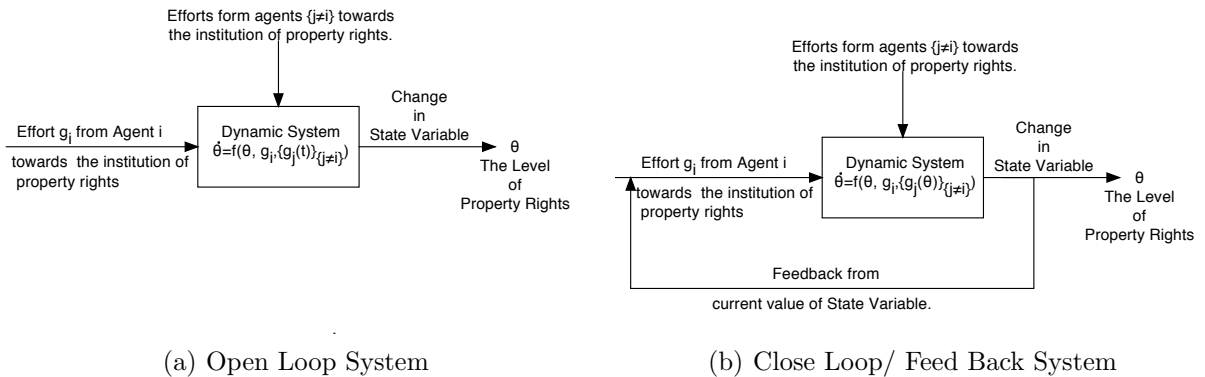 Efforts form agents {j≠i} towards
the institution of property rights.
Effort g_i from Agent i
towards the institution of
property rights
Dynamic System
θ̇=f(θ, g_i,{g_j(t)}_{j≠i})
Change
in
State Variable
θ
The Level
of
Property Rights
(a) Open Loop System
Efforts form agents {j≠i} towards
the institution of property rights.
Effort g_i from Agent i
towards the institution of
property rights
Dynamic System
θ̇=f(θ, g_i,{g_j(θ)}_{j≠i})
Change
in
State Variable
θ
The Level
of
Property Rights
Feedback from
current value of State Variable.
(b) Close Loop/ Feed Back System